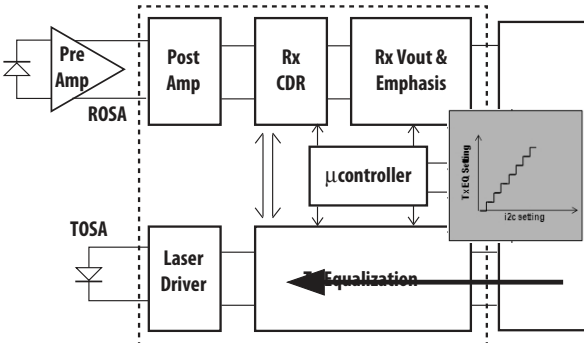 Pre
Amp
ROSA
Post
Amp
Rx
CDR
Rx Vout &
Emphasis
μcontroller
TxEQ Setting
i2c setting
TOSA
Laser
Driver
Equalization